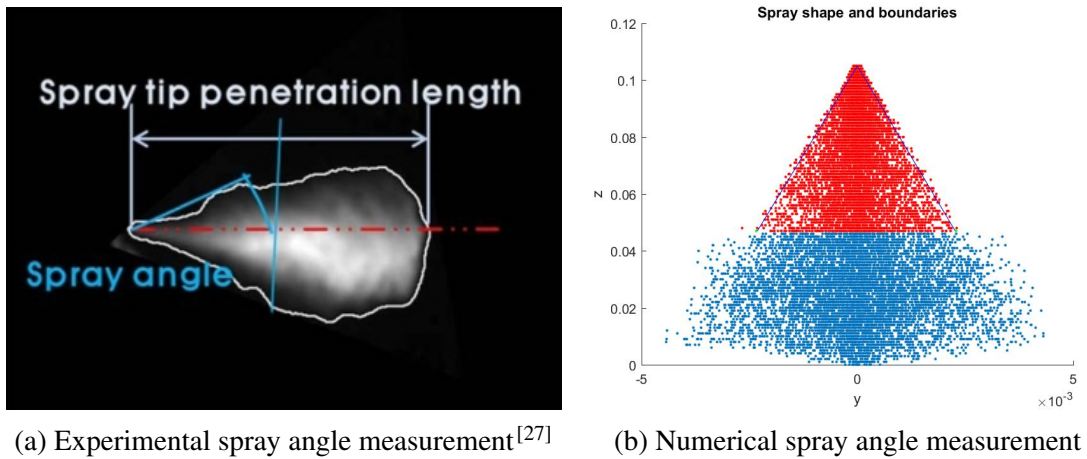 Spray tip penetration length
Spray angle
Spray shape and boundaries
0.12
0.1
0.08
0.06
0.04
0.02
0
z
-5
0
5
×10⁻³
y
(a) Experimental spray angle measurement[27]
(b) Numerical spray angle measurement